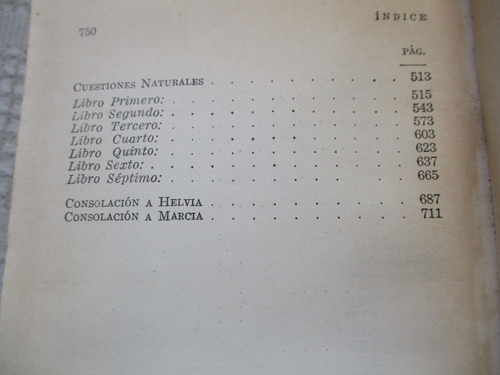 750 ÍNDICE
PÁG.
CUESTIONES NATURALES . . . . . . . . . . 513
Libro Primero: . . . . . . . . . . . 515
Libro Segundo: . . . . . . . . . . . 543
Libro Tercero: . . . . . . . . . . . 573
Libro Cuarto: . . . . . . . . . . . 603
Libro Quinto: . . . . . . . . . . . 623
Libro Sexto: . . . . . . . . . . . . 637
Libro Séptimo: . . . . . . . . . . . 665
CONSOLACIÓN A HELVIA . . . . . . . . . . 687
CONSOLACIÓN A MARCIA . . . . . . . . . . 711